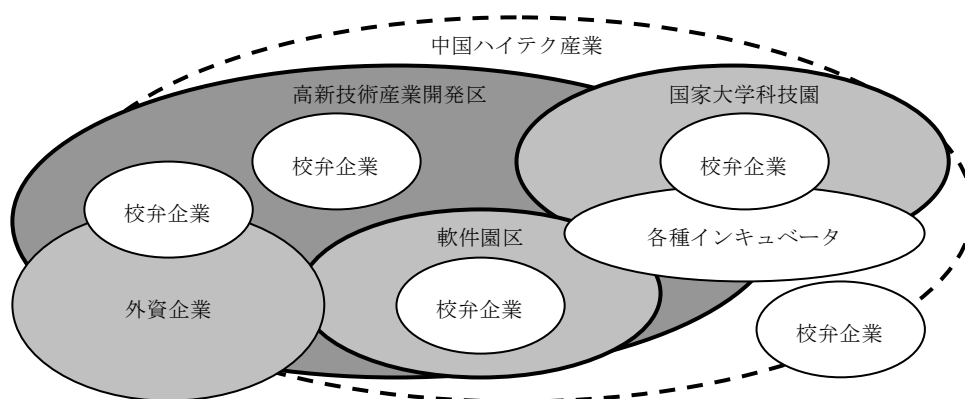 中国ハイテク産業
高新技術産業開発区
国家大学科技園
校弁企業
校弁企業
校弁企業
各種インキュベータ
軟件園区
外資企業
校弁企業
校弁企業